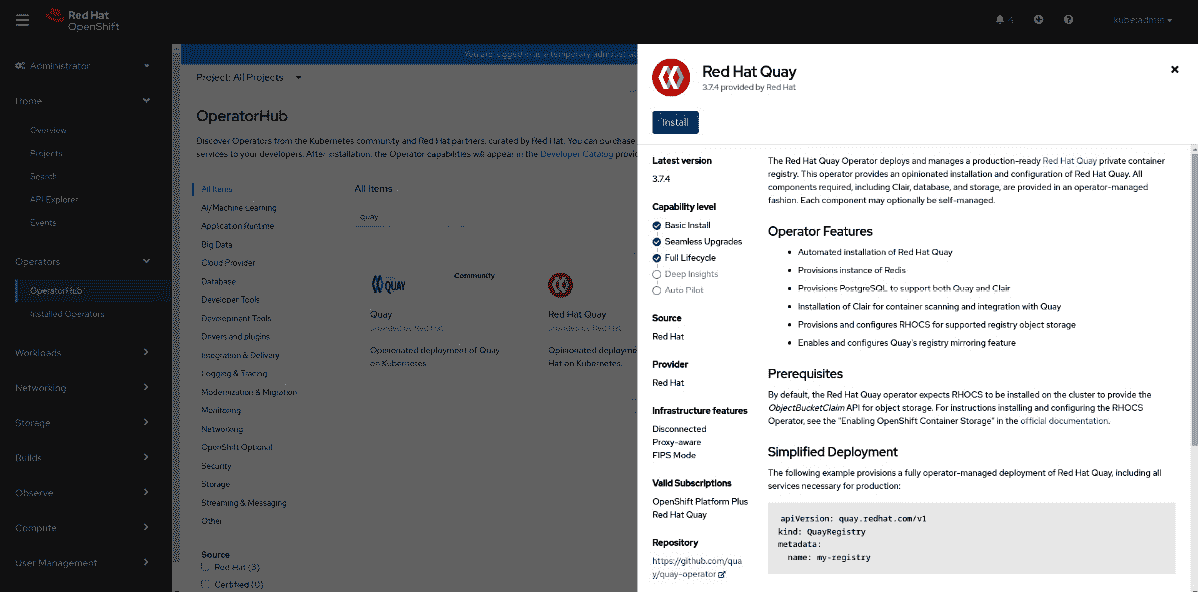 Red Hat
OpenShift
kubeadmin
You are logged in as a temporary administ
Administrator
Home
Overview
Projects
Search
API Explorer
Events
Operators
OperatorHub
Installed Operators
Workloads
Networking
Storage
Builds
Observe
Compute
User Management
Project: All Projects
OperatorHub
Discover Operators from the Kubernetes community and Red Hat partners, curated by Red Hat. You can purchase
services to your developers. After installation, the Operator capabilities will appear in the Developer Catalog
All Items
AI/Machine Learning
Application Runtime
Big Data
Cloud Provider
Database
Developer Tools
Development Tools
Drivers and plugins
Integration & Delivery
Logging & Tracing
Modernization & Migration
Monitoring
Networking
OpenShift Optional
Security
Storage
Streaming & Messaging
Other
Source
Red Hat (3)
Certified (0)
All Items
quay
QUAY
Community
Quay
Opinionated deployment of Quay
on Kubernetes.
Red Hat Quay
Opinionated deployment
Hat on Kubernetes.
Red Hat Quay
3.7.4 provided by Red Hat
Install
Latest version
3.7.4
Capability level
Basic Install
Seamless Upgrades
Full Lifecycle
Deep Insights
Auto Pilot
Source
Red Hat
Provider
Red Hat
Infrastructure features
Disconnected
Proxy-aware
FIPS Mode
Valid Subscriptions
OpenShift Platform Plus
Red Hat Quay
Repository
https://github.com/qua
y/quay-operator
The Red Hat Quay Operator deploys and manages a production-ready Red Hat Quay private container
registry. This operator provides an opinionated installation and configuration of Red Hat Quay. All
components required, including Clair, database, and storage, are provided in an operator-managed
fashion. Each component may optionally be self-managed.
Operator Features
• Automated installation of Red Hat Quay
• Provisions instance of Redis
• Provisions PostgreSQL to support both Quay and Clair
• Installation of Clair for container scanning and integration with Quay
• Provisions and configures RHOCS for supported registry object storage
• Enables and configures Quay's registry mirroring feature
Prerequisites
By default, the Red Hat Quay operator expects RHOCS to be installed on the cluster to provide the
ObjectBucketClaim API for object storage. For instructions installing and configuring the RHOCS
Operator, see the "Enabling OpenShift Container Storage" in the official documentation.
Simplified Deployment
The following example provisions a fully operator-managed deployment of Red Hat Quay, including all
services necessary for production:
apiVersion: quay.redhat.com/v1
kind: QuayRegistry
metadata:
name: my-registry